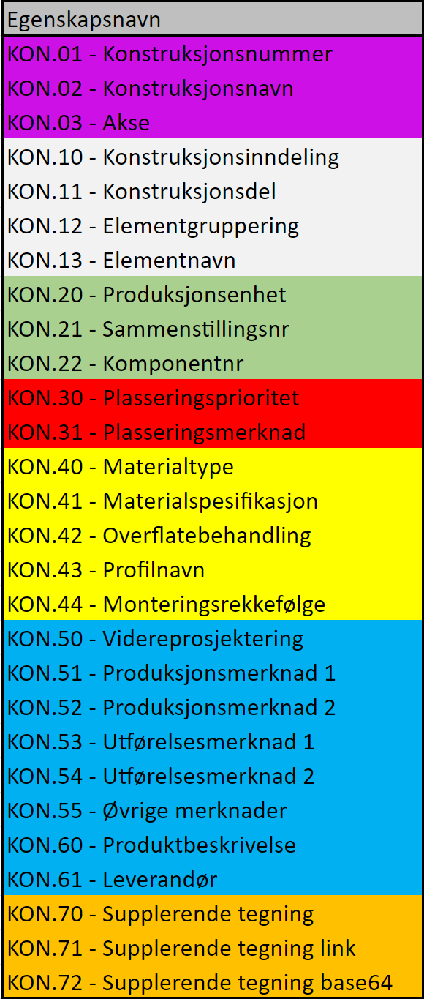 Egenskapsnavn
KON.01 - Konstruksjonsnummer
KON.02 - Konstruksjonsnavn
KON.03 - Akse
KON.10 - Konstruksjonsinndeling
KON.11 - Konstruksjonsdel
KON.12 - Elementgruppering
KON.13 - Elementnavn
KON.20 - Produksjonsenhet
KON.21 - Sammenstillingsnr
KON.22 - Komponentnr
KON.30 - Plasseringsprioritet
KON.31 - Plasseringsmerknad
KON.40 - Materialtype
KON.41 - Materialspesifikasjon
KON.42 - Overflatebehandling
KON.43 - Profilnavn
KON.44 - Monteringsrekkefølge
KON.50 - Videreprosjektering
KON.51 - Produksjonsmerknad 1
KON.52 - Produksjonsmerknad 2
KON.53 - Utførelsesmerknad 1
KON.54 - Utførelsesmerknad 2
KON.55 - Øvrige merknader
KON.60 - Produktbeskrivelse
KON.61 - Leverandør
KON.70 - Supplerende tegning
KON.71 - Supplerende tegning link
KON.72 - Supplerende tegning base64